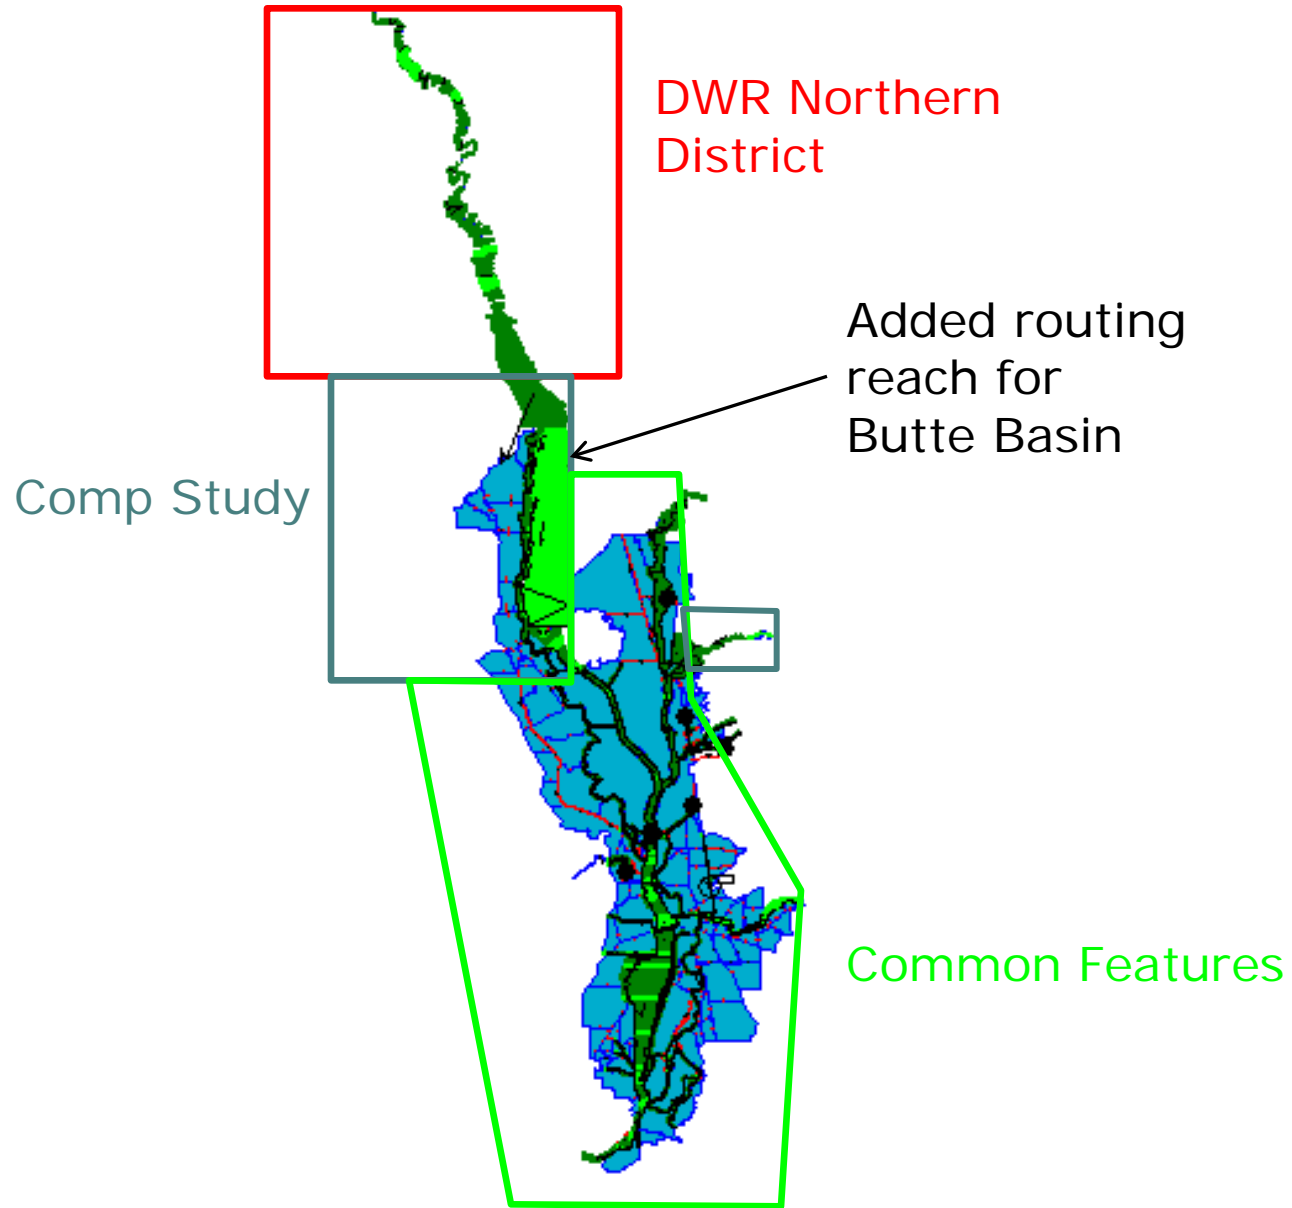 DWR Northern
District
Added routing
reach for
Butte Basin
Comp Study
Common Features